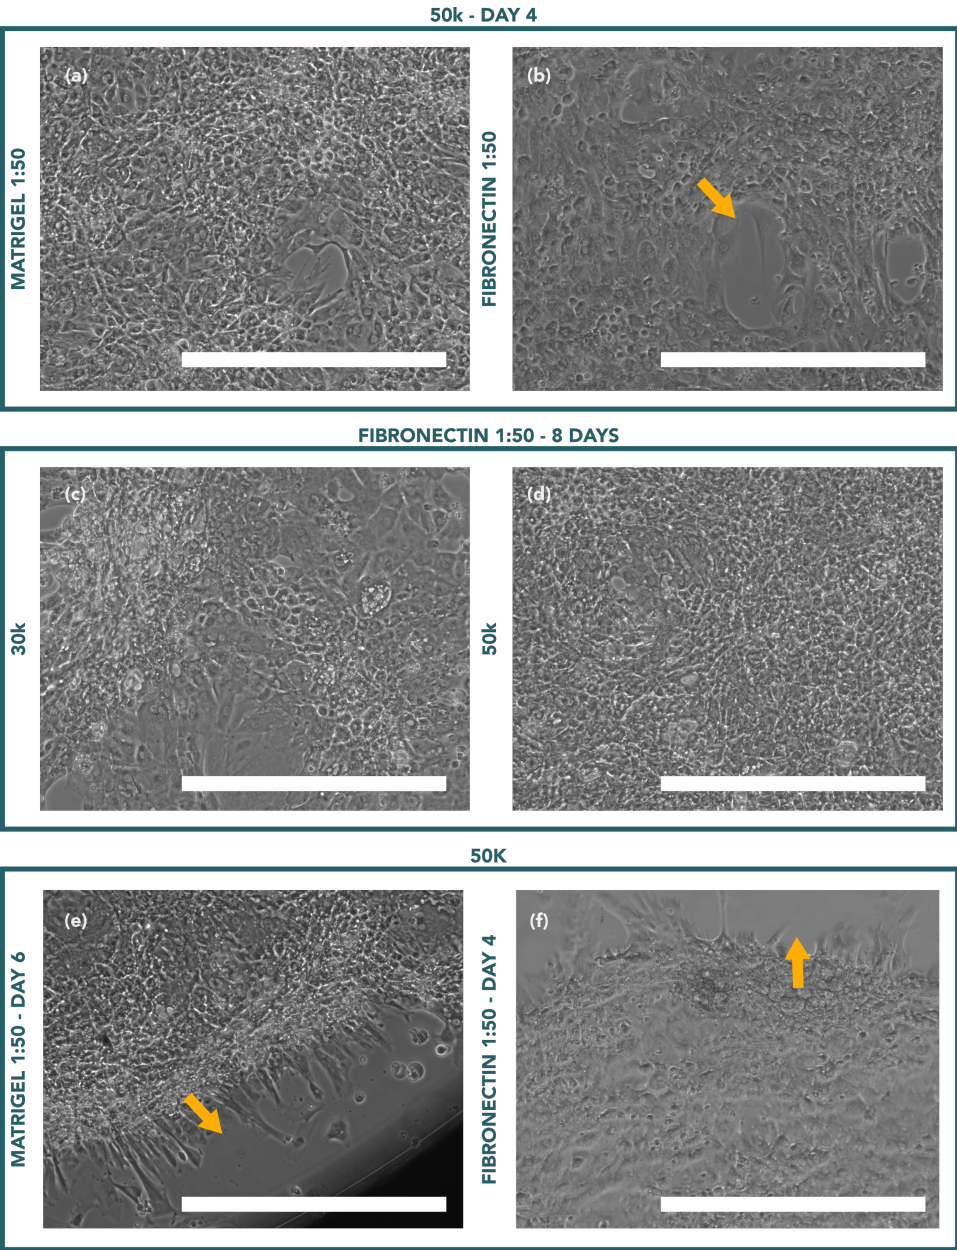 50k - DAY 4
MATRIGEL 1:50
(a)
FIBRONECTIN 1:50
(b)
FIBRONECTIN 1:50 - 8 DAYS
30k
(c)
50k
(d)
50K
MATRIGEL 1:50 - DAY 6
(e)
FIBRONECTIN 1:50 - DAY 4
(f)